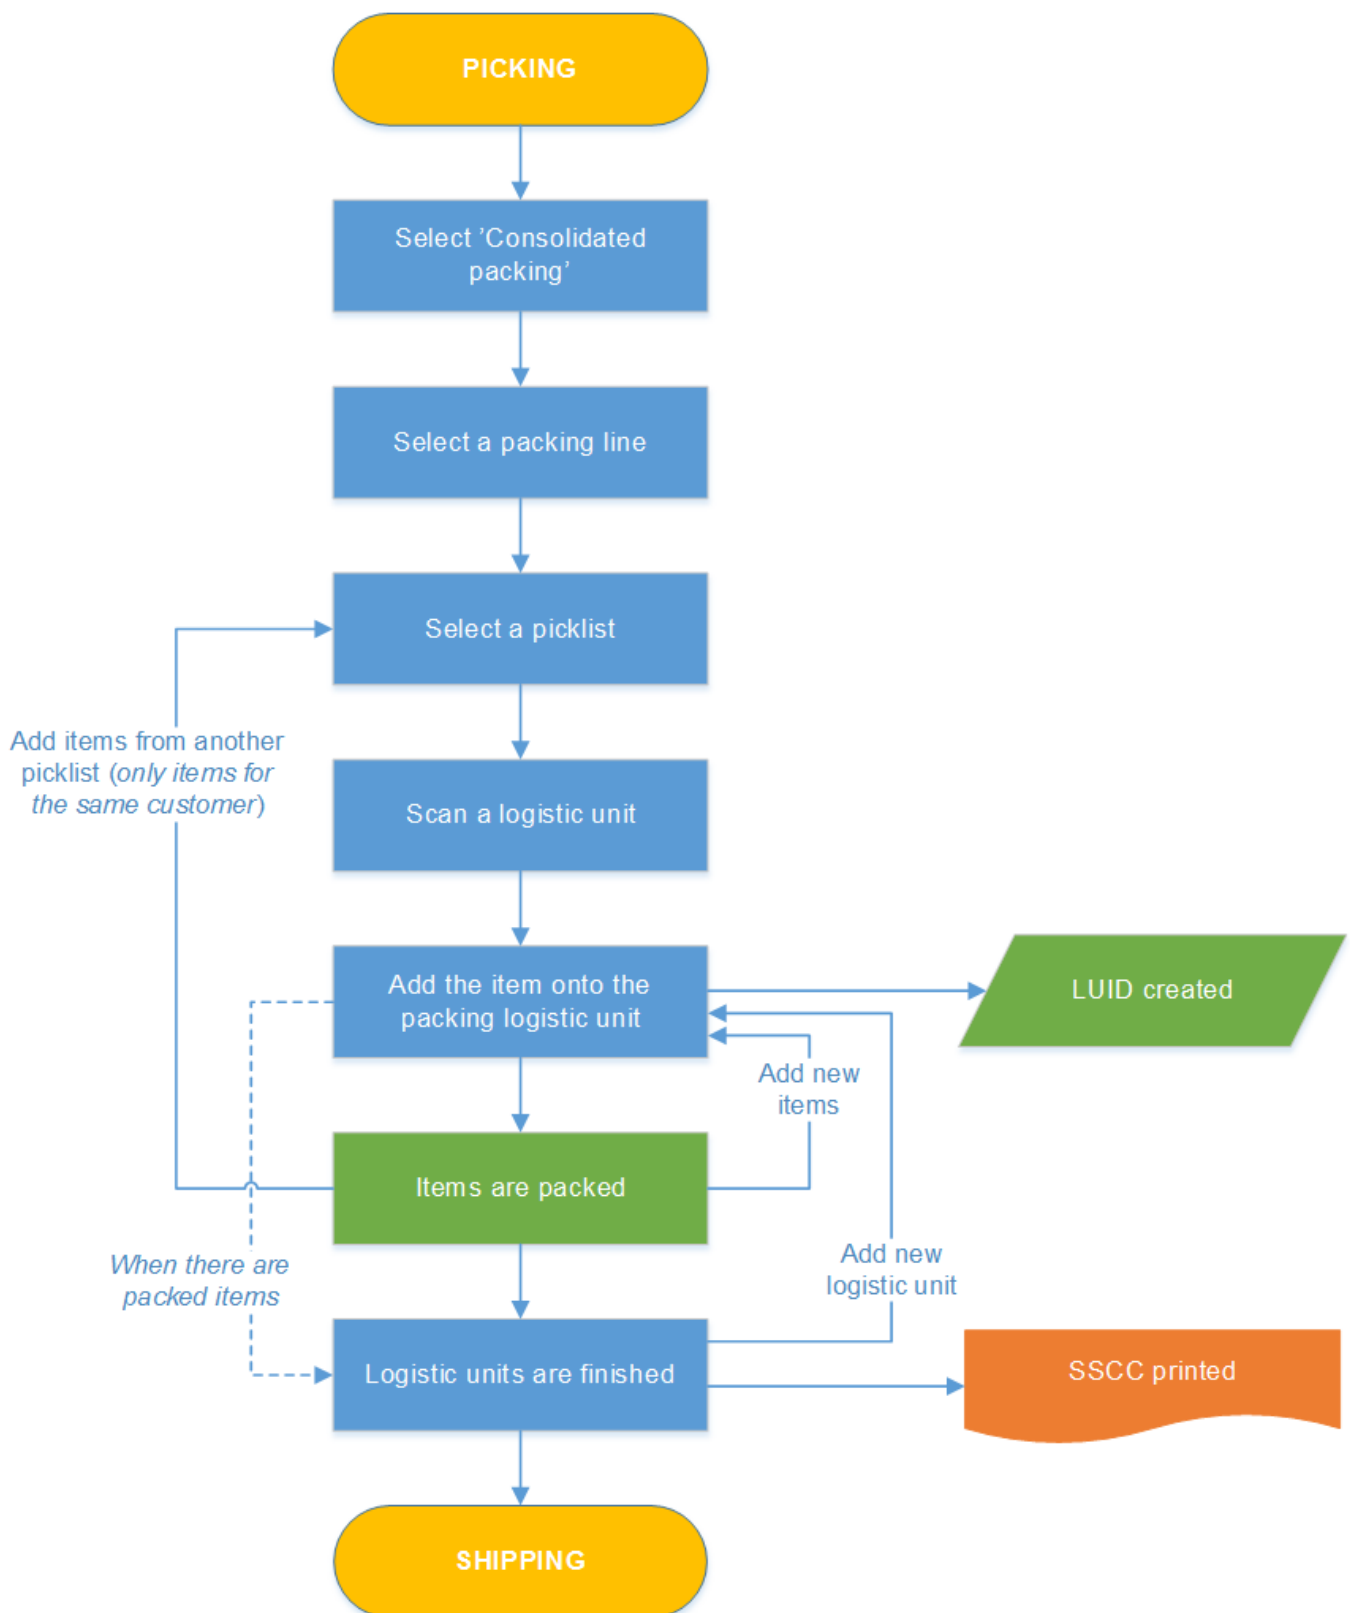 PICKING
Select ’Consolidated
packing’
Select a packing line
Select a picklist
Add items from another
picklist (only items for
the same customer)
Scan a logistic unit
Add the item onto the
packing logistic unit
LUID created
Add new
items
Items are packed
When there are
packed items
Add new
logistic unit
Logistic units are finished
SSCC printed
SHIPPING